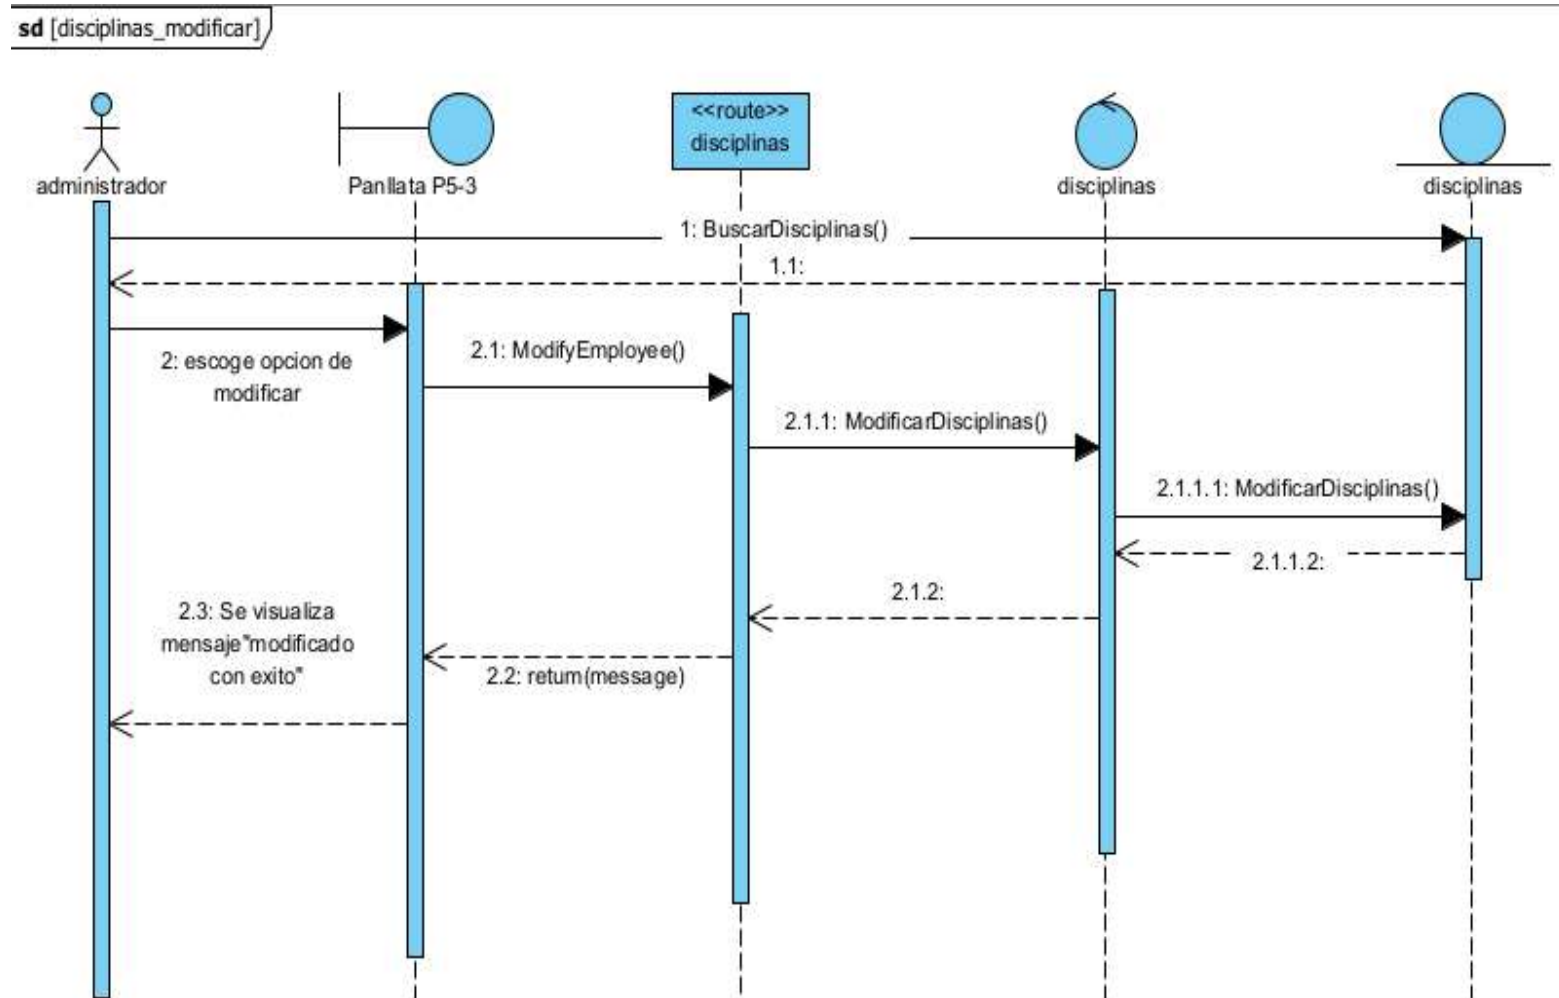 sd [disciplinas_modificar]
<<route>>
disciplinas
administrador
Panllata P5-3
disciplinas
disciplinas
1: BuscarDisciplinas()
1.1:
2: escoge opcion de
modificar
2.1: ModifyEmployee()
2.1.1: ModificarDisciplinas()
2.1.1.1: ModificarDisciplinas()
2.1.1.2:
2.1.2:
2.2: return(message)
2.3: Se visualiza
mensaje"modificado
con exito"